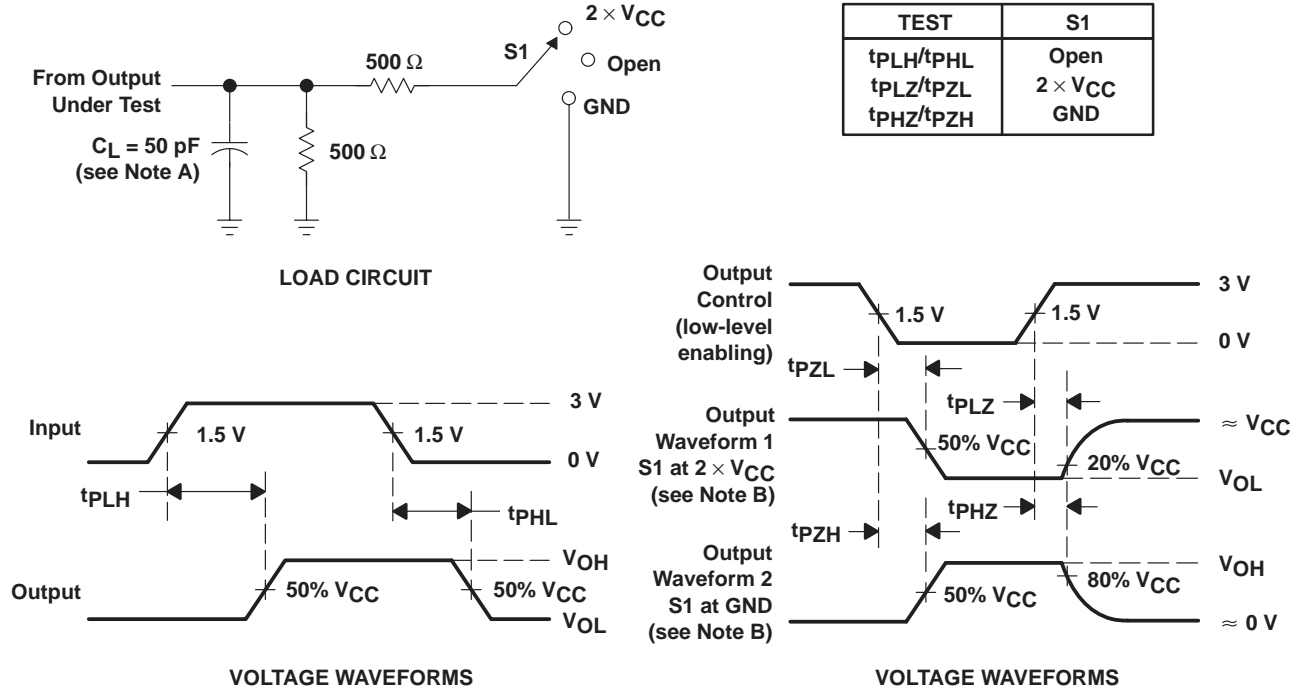 2 × VCC
S1
Open
GND
500 Ω
From Output
Under Test
CL = 50 pF
(see Note A)
500 Ω
LOAD CIRCUIT
TEST S1
tPLH/tPHL Open
tPLZ/tPZL 2 × VCC
tPHZ/tPZH GND
Input
1.5 V
1.5 V
3 V
0 V
tPLH
tPHL
Output
50% VCC
50% VCC
VOH
VOL
VOLTAGE WAVEFORMS
Output
Control
(low-level
enabling)
1.5 V
1.5 V
3 V
0 V
tPZL
tPLZ
Output
Waveform 1
S1 at 2 × VCC
(see Note B)
50% VCC
20% VCC
≈ VCC
VOL
tPZH
tPHZ
Output
Waveform 2
S1 at GND
(see Note B)
50% VCC
80% VCC
VOH
≈ 0 V
VOLTAGE WAVEFORMS